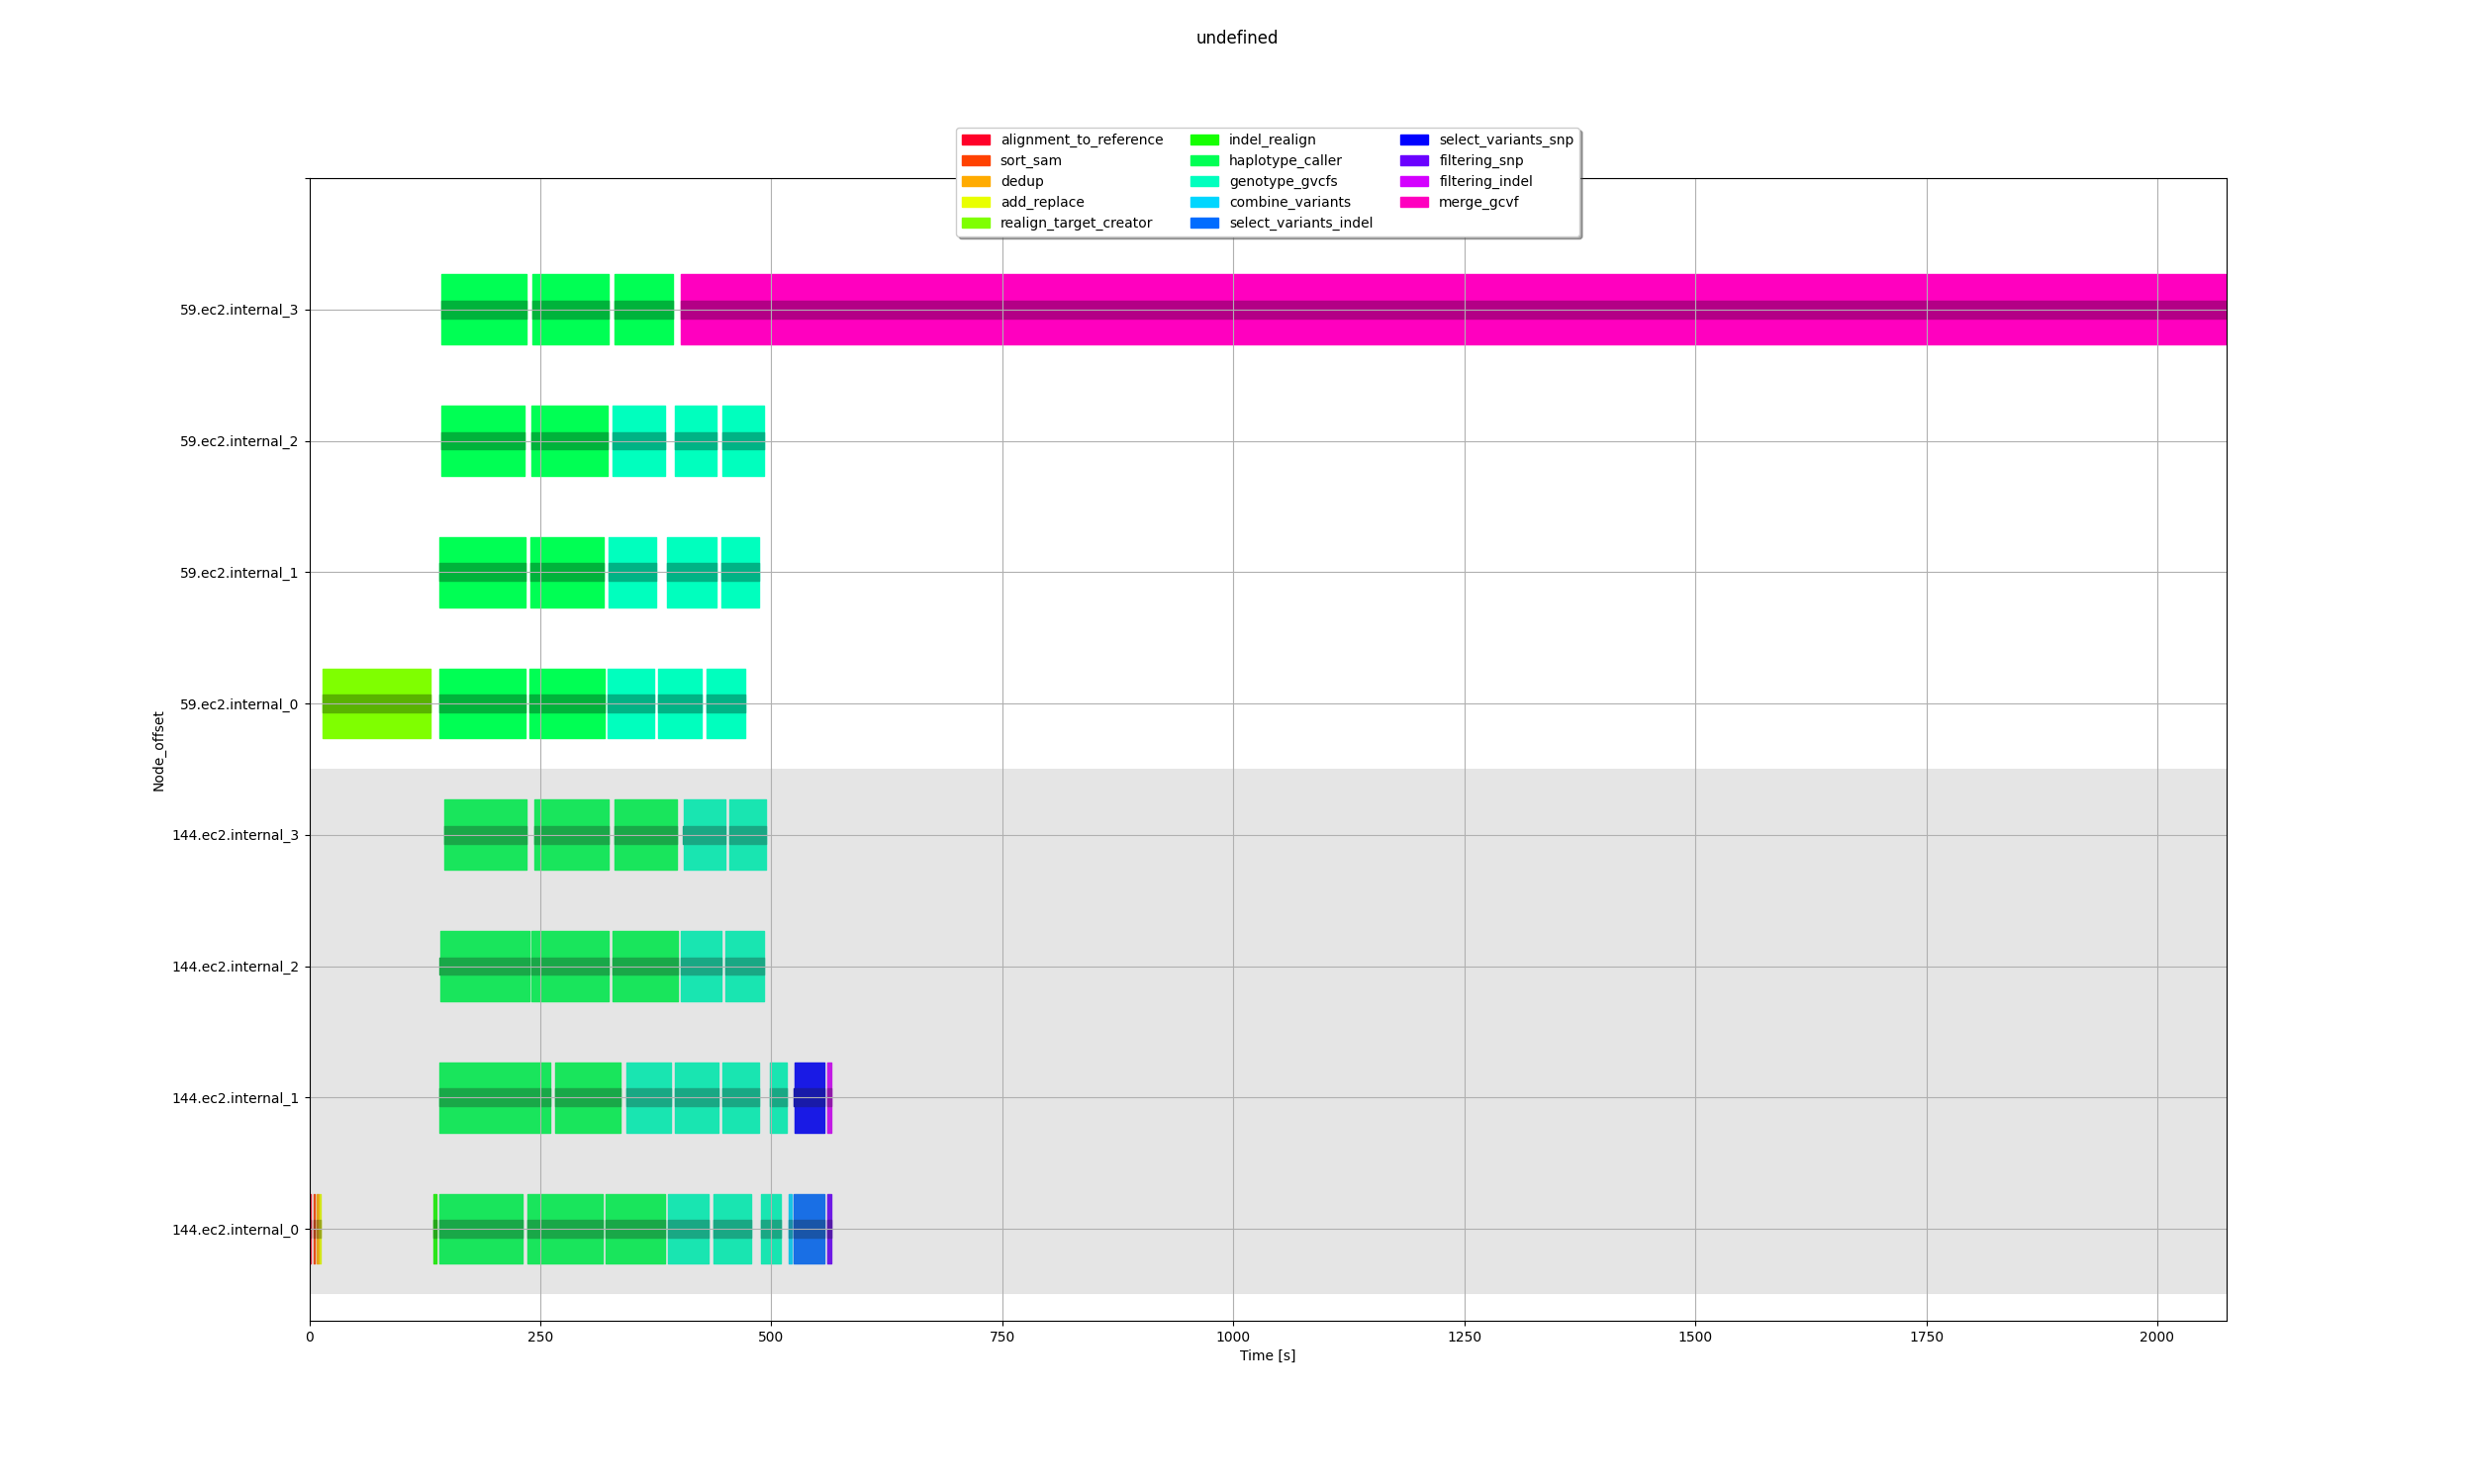 undefined
alignment_to_reference
sort_sam
dedup
add_replace
realign_target_creator
indel_realign
haplotype_caller
genotype_gvcfs
combine_variants
select_variants_indel
select_variants_snp
filtering_snp
filtering_indel
merge_gcvf
59.ec2.internal_3
59.ec2.internal_2
59.ec2.internal_1
59.ec2.internal_0
144.ec2.internal_3
144.ec2.internal_2
144.ec2.internal_1
144.ec2.internal_0
Node_offset
0 250 500 750 1000 1250 1500 1750 2000
Time [s]